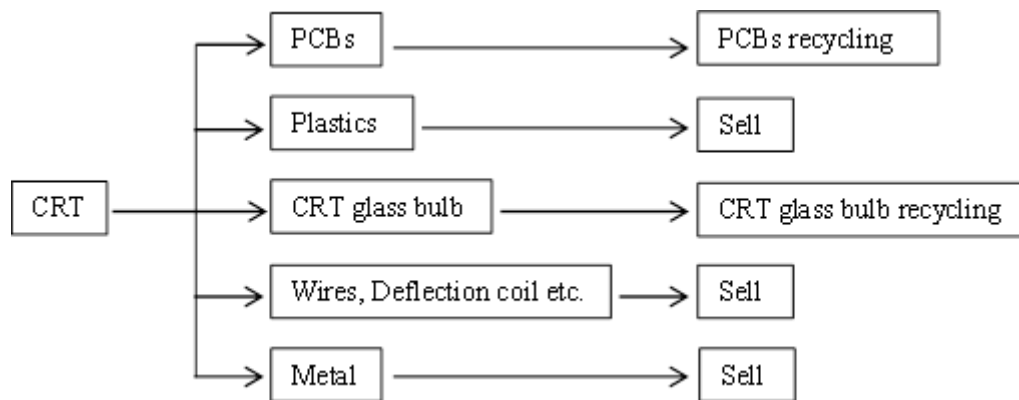 PCBs
PCBs recycling
Plastics
Sell
CRT
CRT glass bulb
CRT glass bulb recycling
Wires, Deflection coil etc.
Sell
Metal
Sell